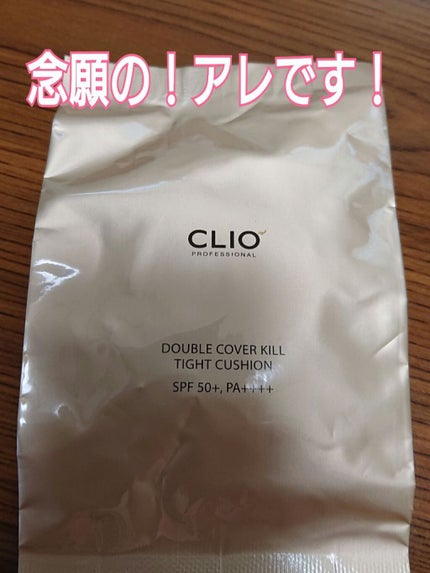 念願の！アレです！
CLIO
PROFESSIONAL
DOUBLE COVER KILL
TIGHT CUSHION
SPF 50+, PA++++